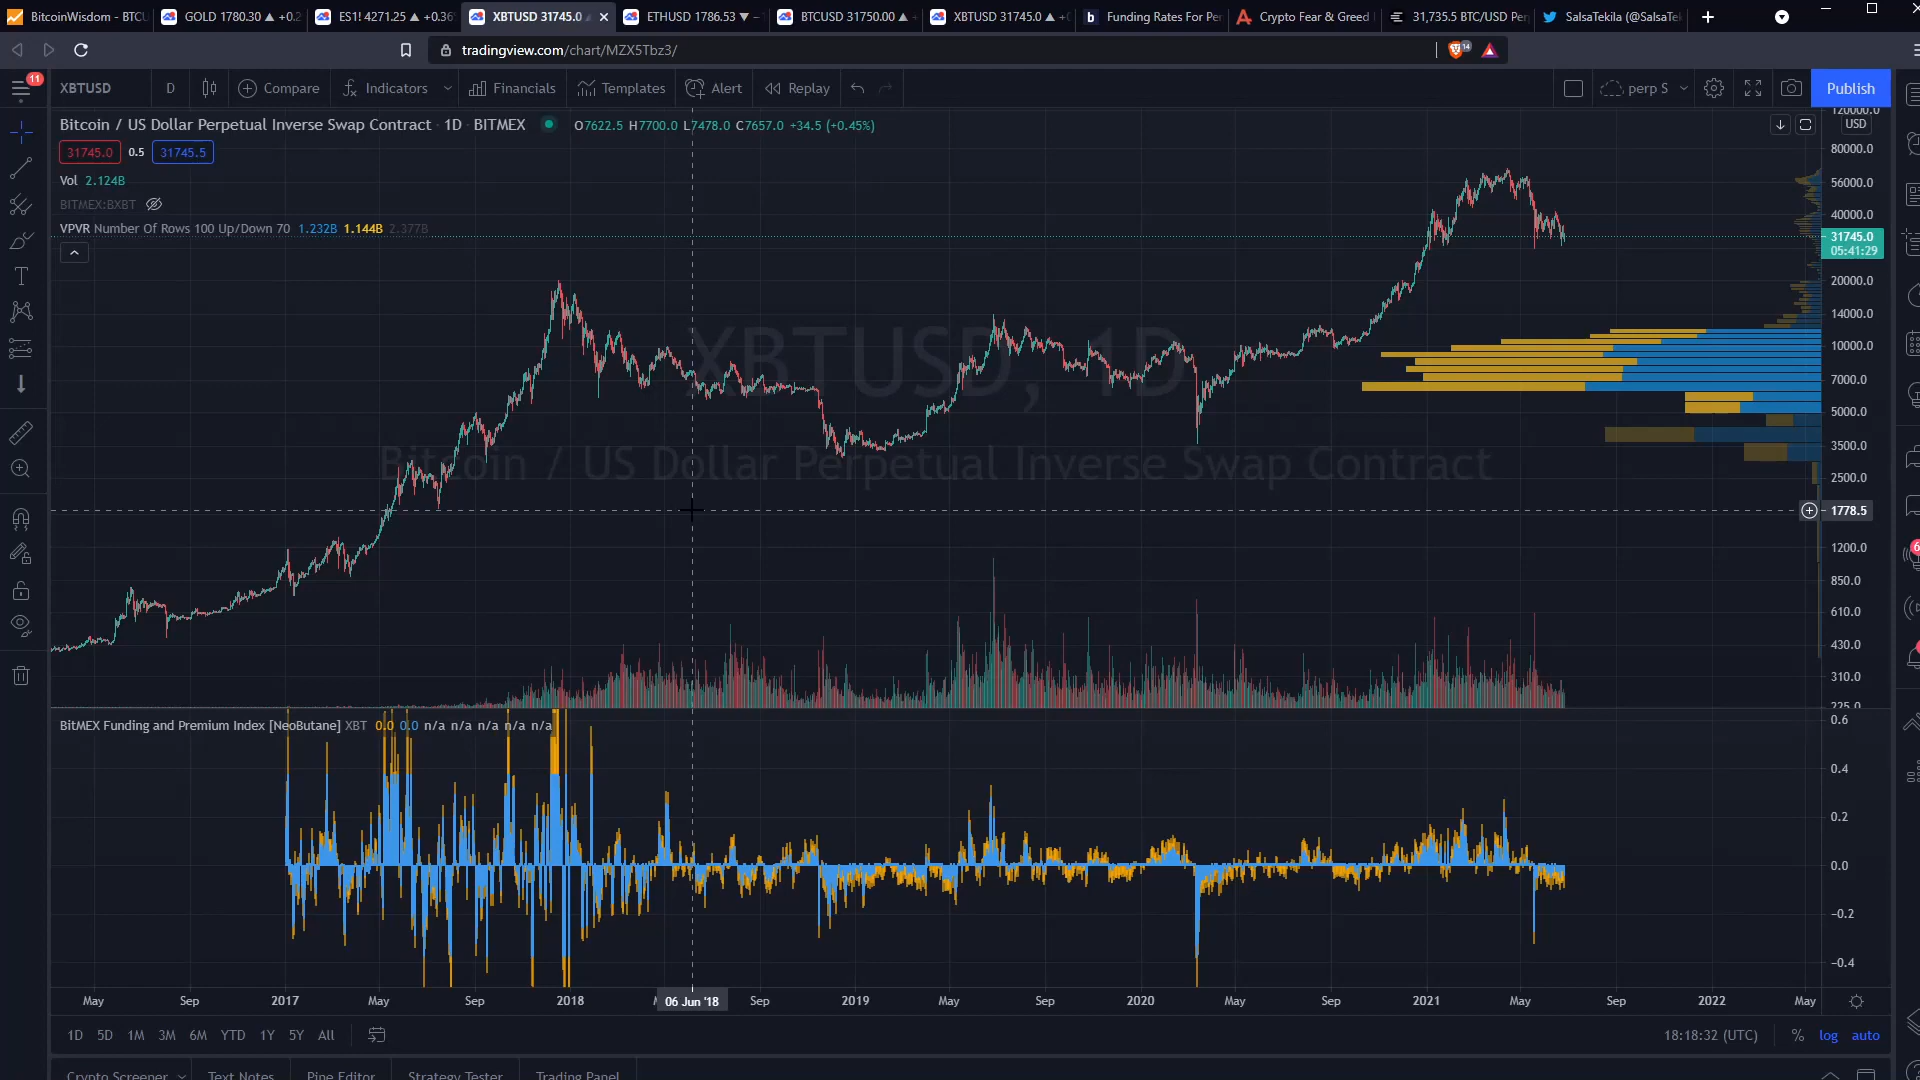 BitcoinWisdom - BTCU GOLD 1780.30 ▲ +0.2 ES1! 4271.25 ▲ +0.36 XBTUSD 31745.0 ETHUSD 1786.53 ▼ − BTCUSD 31750.00 ▲ XBTUSD 31745.0 ▲ Funding Rates For Per Crypto Fear & Greed 31,735.5 BTC/USD Per SalsaTekila (@SalsaTek
tradingview.com/chart/MZX5Tbz3/ 14
11 XBTUSD D Compare Indicators Financials Templates Alert Replay perp S Publish
Bitcoin / US Dollar Perpetual Inverse Swap Contract · 1D · BITMEX O7622.5 H7700.0 L7478.0 C7657.0 +34.5 (+0.45%)
31745.0 0.5 31745.5
Vol 2.124B
BITMEX:BXBT
VPVR Number Of Rows 100 Up/Down 70 1.232B 1.144B 2.377B
XBTUSD, 1D
Bitcoin / US Dollar Perpetual Inverse Swap Contract
120000.0
USD
80000.0
56000.0
40000.0
31745.0
05:41:29
20000.0
14000.0
10000.0
7000.0
5000.0
3500.0
2500.0
1778.5
1200.0
850.0
610.0
430.0
310.0
225.0
BitMEX Funding and Premium Index [NeoButane] XBT 0.0 0.0 n/a n/a n/a n/a n/a
0.6
0.4
0.2
0.0
−0.2
−0.4
May Sep 2017 May Sep 2018 06 Jun '18 Sep 2019 May Sep 2020 May Sep 2021 May Sep 2022 May
1D 5D 1M 3M 6M YTD 1Y 5Y All 18:18:32 (UTC) % log auto
Crypto Screener Text Notes Pine Editor Strategy Tester Trading Panel